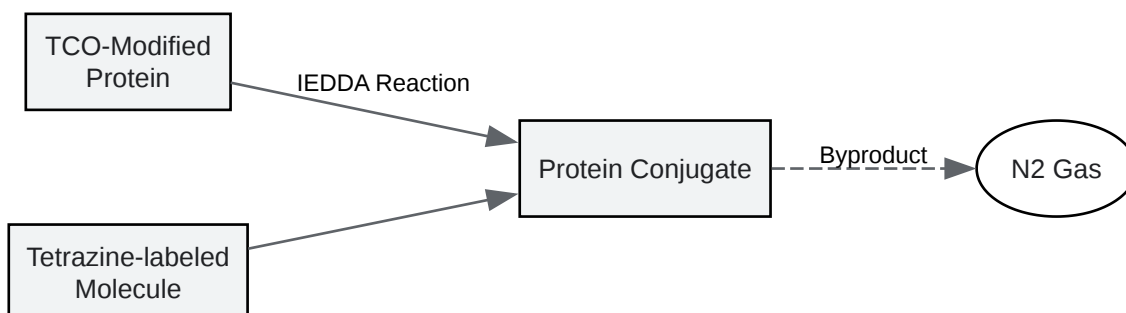 TCO-Modified
Protein
IEDDA Reaction
Protein Conjugate
Byproduct
N2 Gas
Tetrazine-labeled
Molecule